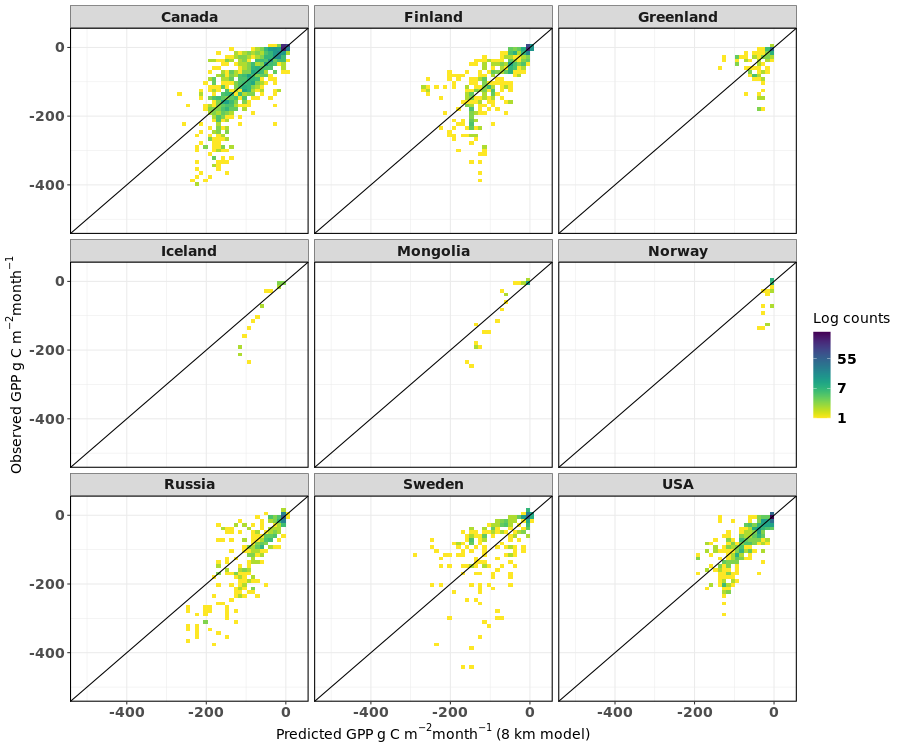 Canada
Finland
Greenland
0
-200
-400
Iceland
Mongolia
Norway
0
-200
-400
Russia
Sweden
USA
0
-200
-400
-400 -200 0
-400 -200 0
-400 -200 0
Observed GPP g C m⁻²month⁻¹
Predicted GPP g C m⁻²month⁻¹ (8 km model)
Log counts
55
7
1